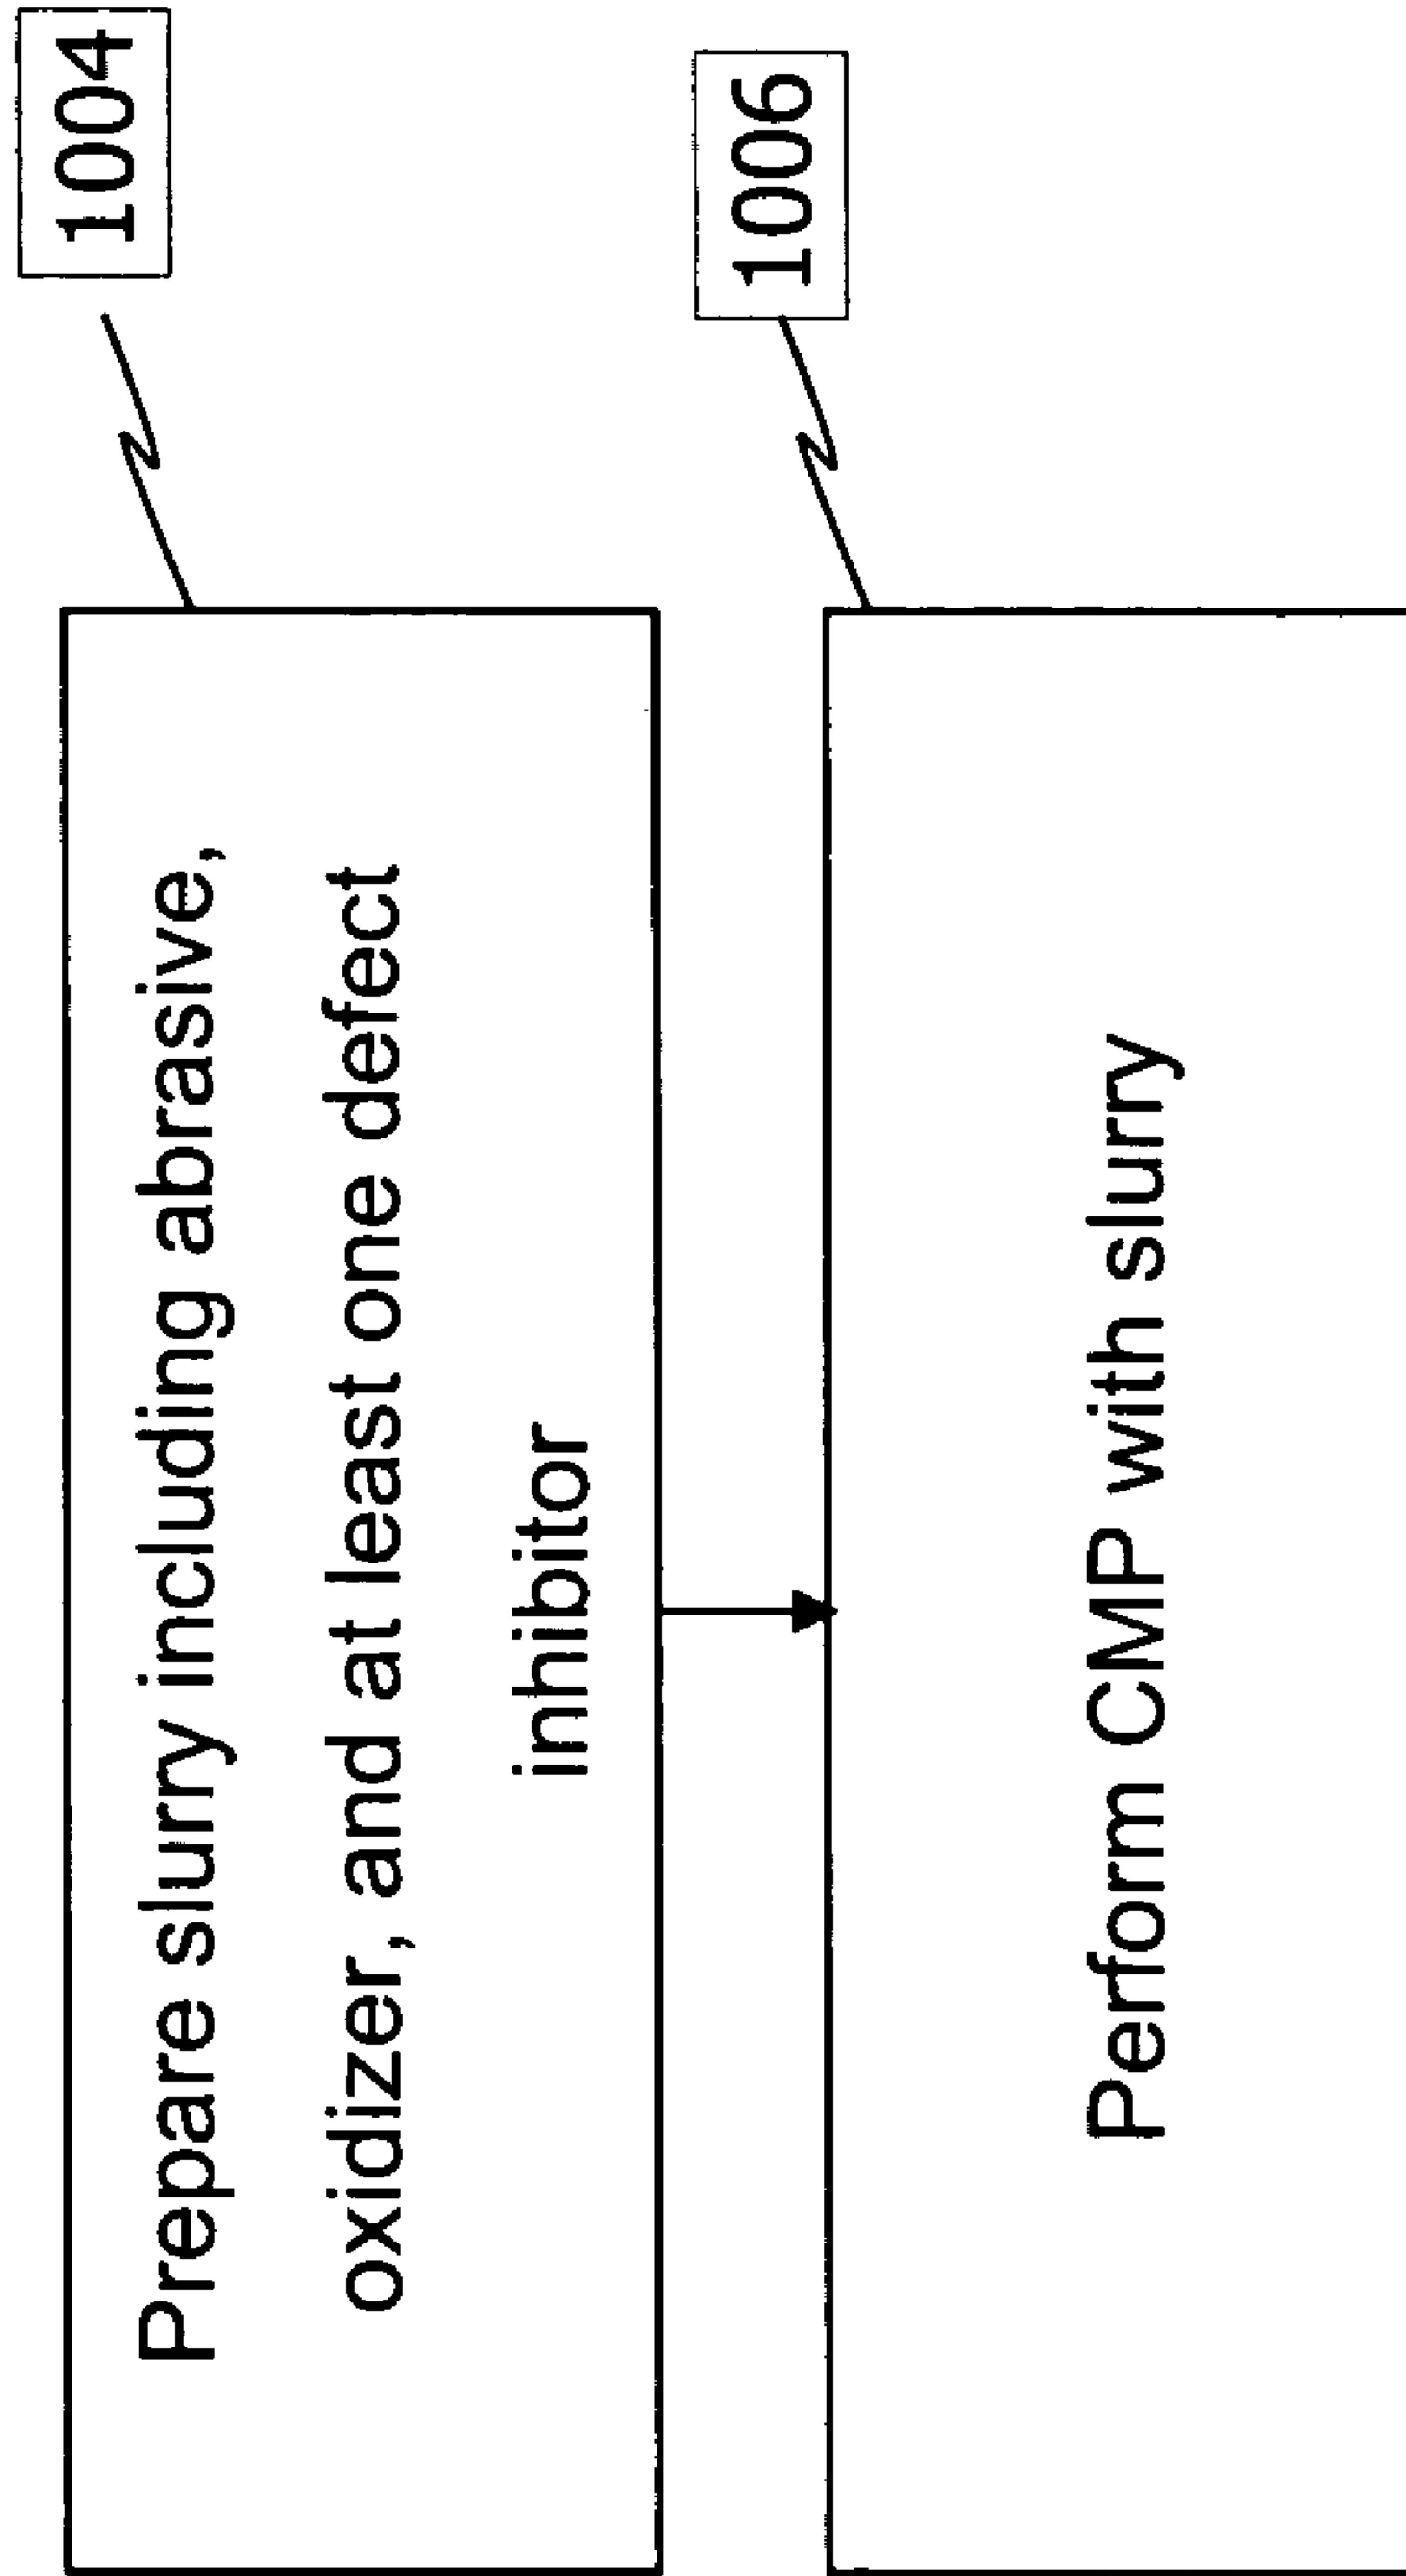 1004
Prepare slurry including abrasive,
oxidizer, and at least one defect
inhibitor
1006
Perform CMP with slurry